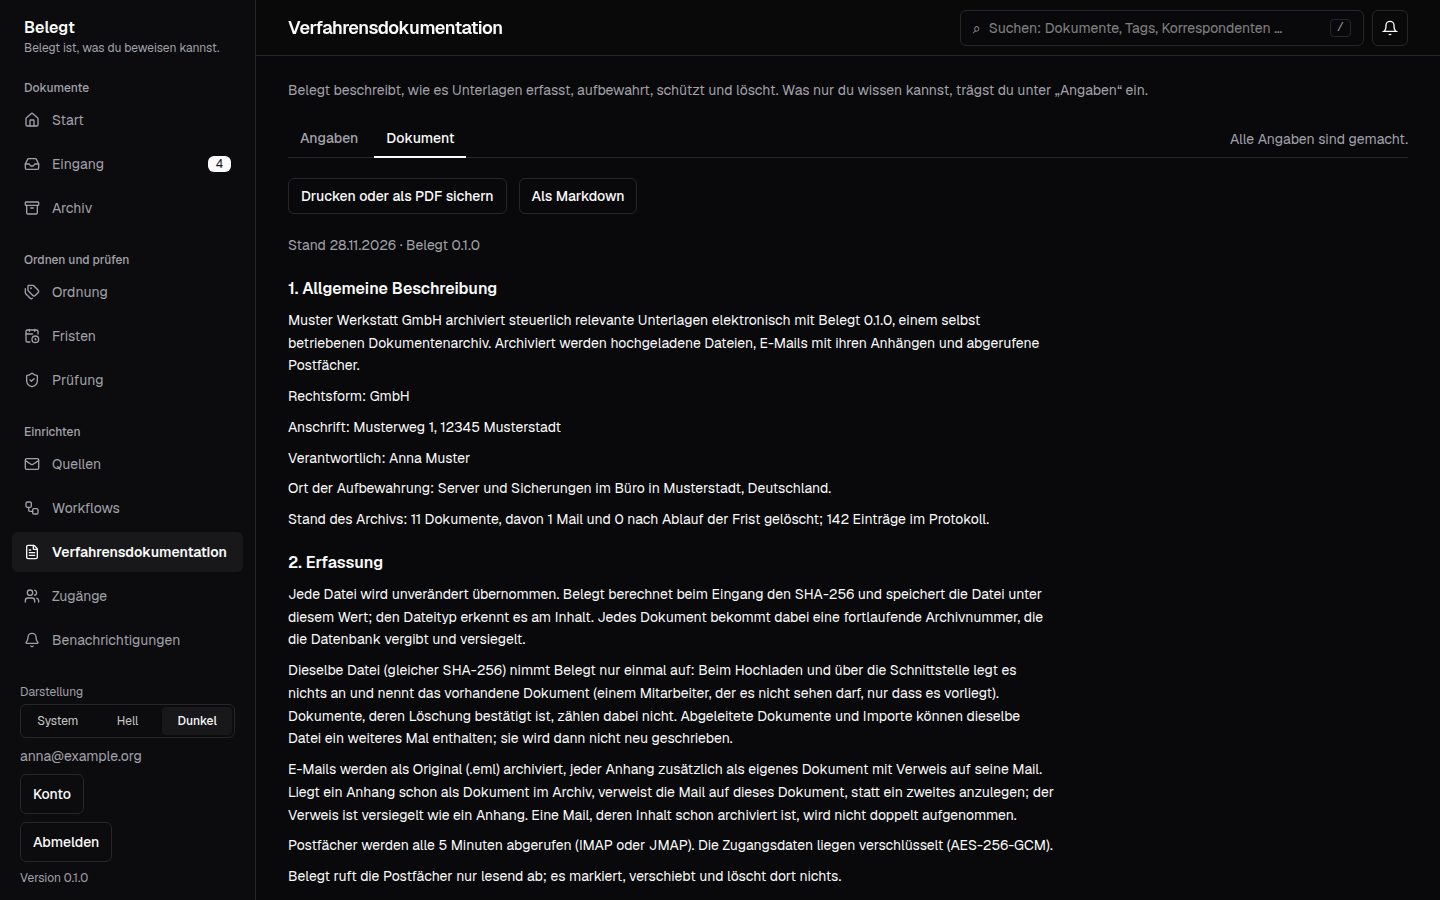 Belegt
Belegt ist, was du beweisen kannst.
Dokumente
Start
Eingang
4
Archiv
Ordnen und prüfen
Ordnung
Fristen
Prüfung
Einrichten
Quellen
Workflows
Verfahrensdokumentation
Zugänge
Benachrichtigungen
Darstellung
System
Hell
Dunkel
anna@example.org
Konto
Abmelden
Version 0.1.0
Verfahrensdokumentation
Suchen: Dokumente, Tags, Korrespondenten …
/
Belegt beschreibt, wie es Unterlagen erfasst, aufbewahrt, schützt und löscht. Was nur du wissen kannst, trägst du unter „Angaben“ ein.
Angaben
Dokument
Alle Angaben sind gemacht.
Drucken oder als PDF sichern
Als Markdown
Stand 28.11.2026 · Belegt 0.1.0
1. Allgemeine Beschreibung
Muster Werkstatt GmbH archiviert steuerlich relevante Unterlagen elektronisch mit Belegt 0.1.0, einem selbst
betriebenen Dokumentenarchiv. Archiviert werden hochgeladene Dateien, E-Mails mit ihren Anhängen und abgerufene
Postfächer.
Rechtsform: GmbH
Anschrift: Musterweg 1, 12345 Musterstadt
Verantwortlich: Anna Muster
Ort der Aufbewahrung: Server und Sicherungen im Büro in Musterstadt, Deutschland.
Stand des Archivs: 11 Dokumente, davon 1 Mail und 0 nach Ablauf der Frist gelöscht; 142 Einträge im Protokoll.
2. Erfassung
Jede Datei wird unverändert übernommen. Belegt berechnet beim Eingang den SHA-256 und speichert die Datei unter
diesem Wert; den Dateityp erkennt es am Inhalt. Jedes Dokument bekommt dabei eine fortlaufende Archivnummer, die
die Datenbank vergibt und versiegelt.
Dieselbe Datei (gleicher SHA-256) nimmt Belegt nur einmal auf: Beim Hochladen und über die Schnittstelle legt es
nichts an und nennt das vorhandene Dokument (einem Mitarbeiter, der es nicht sehen darf, nur dass es vorliegt).
Dokumente, deren Löschung bestätigt ist, zählen dabei nicht. Abgeleitete Dokumente und Importe können dieselbe
Datei ein weiteres Mal enthalten; sie wird dann nicht neu geschrieben.
E-Mails werden als Original (.eml) archiviert, jeder Anhang zusätzlich als eigenes Dokument mit Verweis auf seine Mail.
Liegt ein Anhang schon als Dokument im Archiv, verweist die Mail auf dieses Dokument, statt ein zweites anzulegen; der
Verweis ist versiegelt wie ein Anhang. Eine Mail, deren Inhalt schon archiviert ist, wird nicht doppelt aufgenommen.
Postfächer werden alle 5 Minuten abgerufen (IMAP oder JMAP). Die Zugangsdaten liegen verschlüsselt (AES-256-GCM).
Belegt ruft die Postfächer nur lesend ab; es markiert, verschiebt und löscht dort nichts.